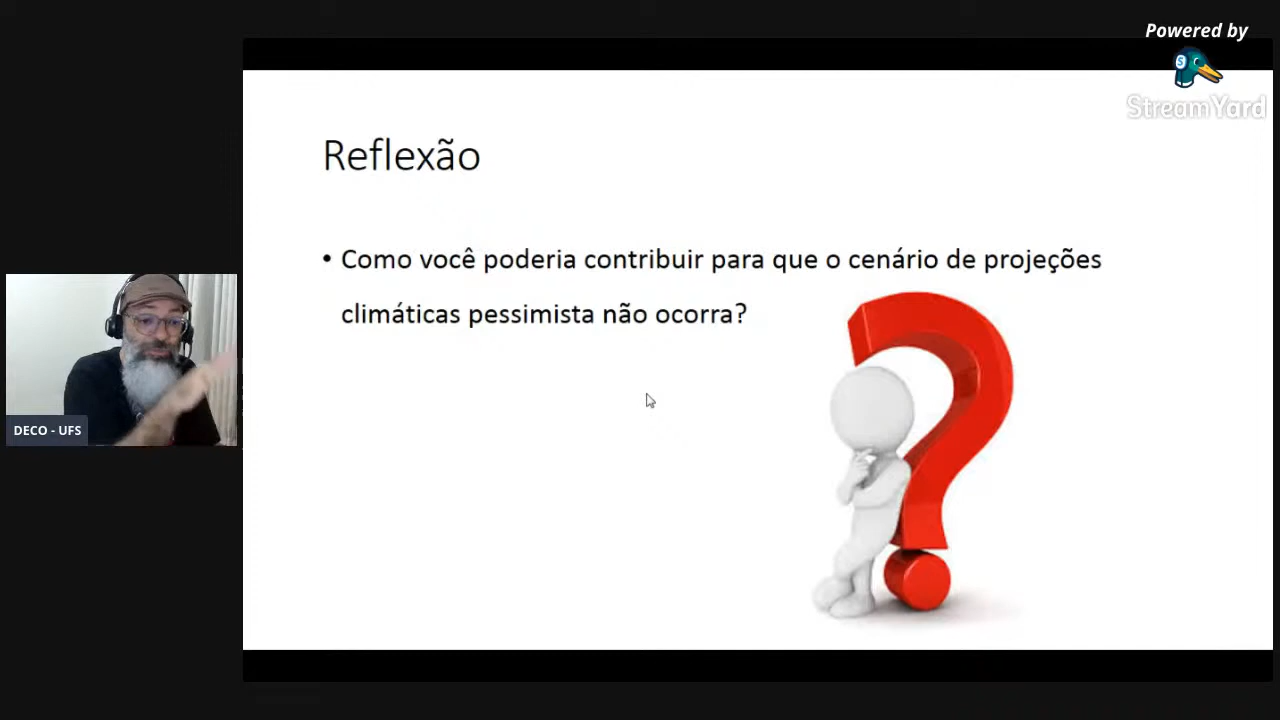 Powered by
StreamYard
Reflexão
• Como você poderia contribuir para que o cenário de projeções
climáticas pessimista não ocorra?
DECO - UFS